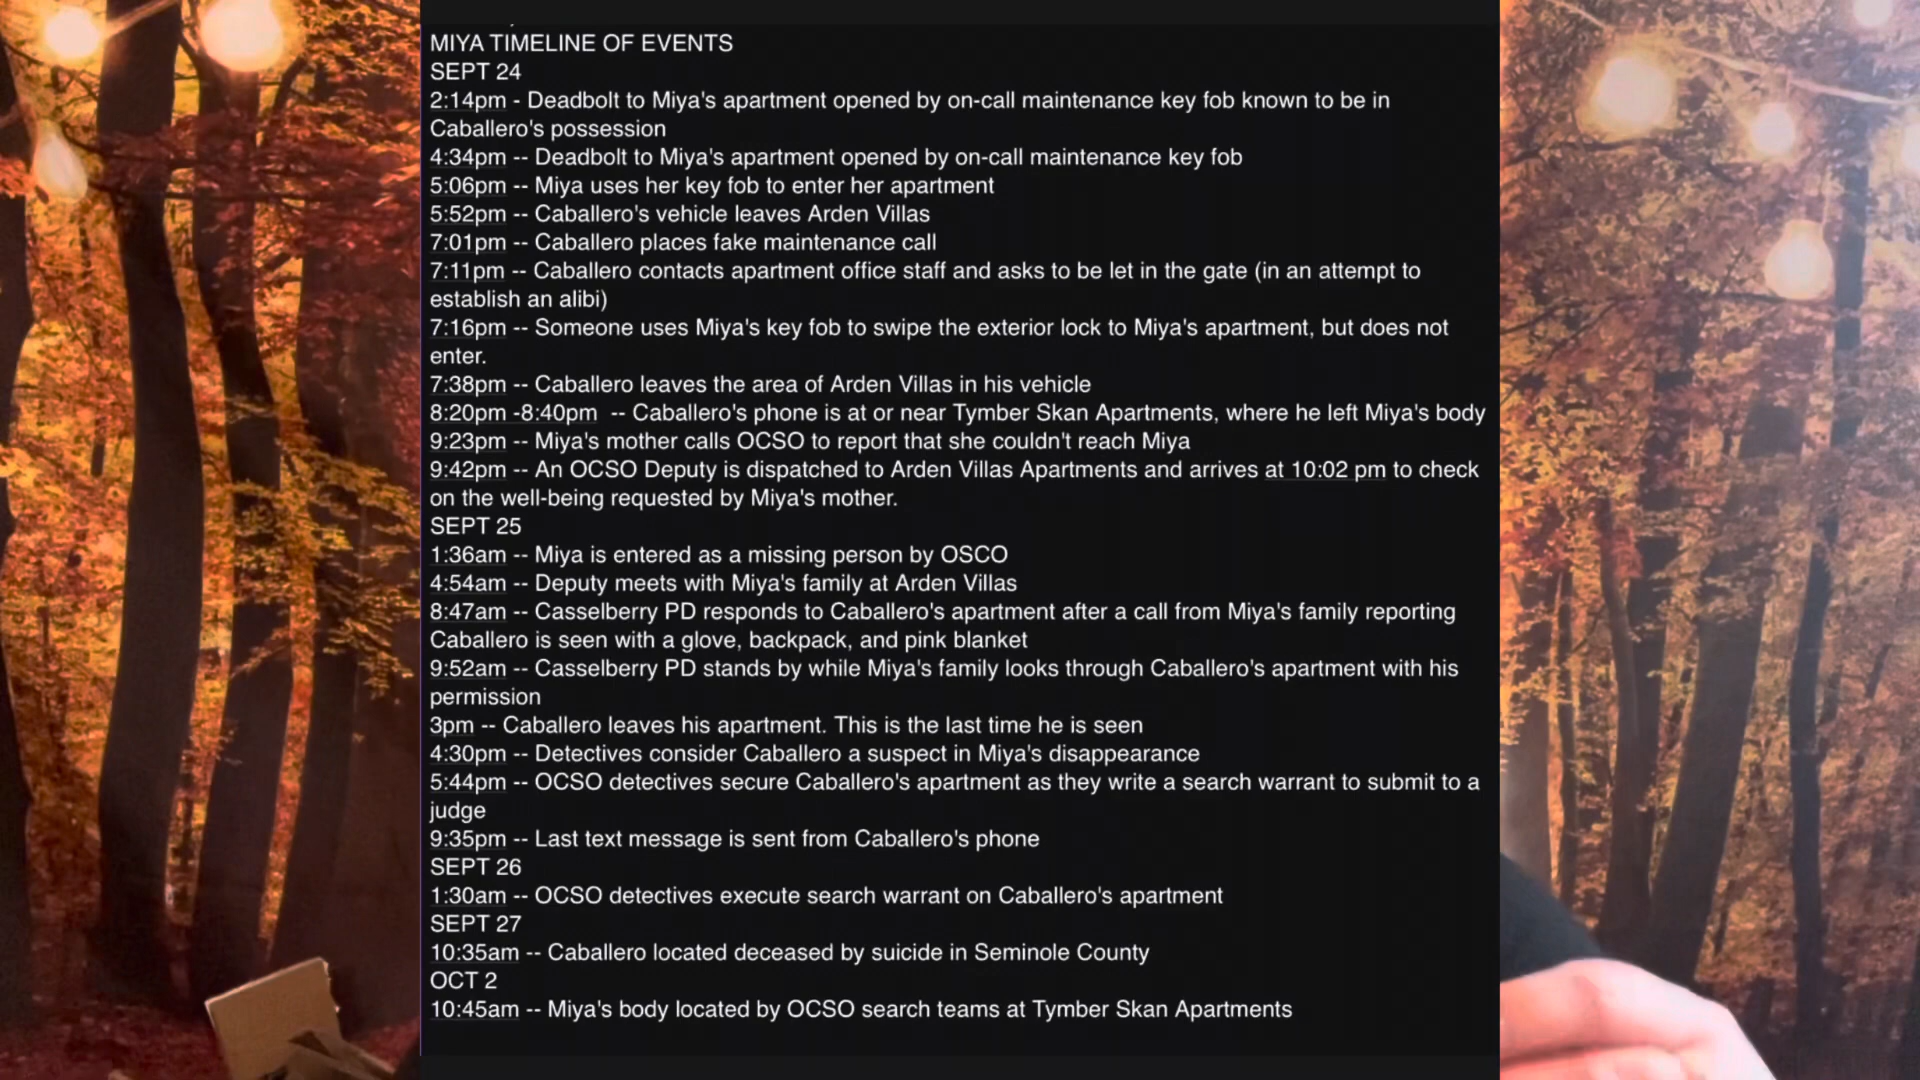 MIYA TIMELINE OF EVENTS
SEPT 24
2:14pm - Deadbolt to Miya's apartment opened by on-call maintenance key fob known to be in
Caballero's possession
4:34pm -- Deadbolt to Miya's apartment opened by on-call maintenance key fob
5:06pm -- Miya uses her key fob to enter her apartment
5:52pm -- Caballero's vehicle leaves Arden Villas
7:01pm -- Caballero places fake maintenance call
7:11pm -- Caballero contacts apartment office staff and asks to be let in the gate (in an attempt to
establish an alibi)
7:16pm -- Someone uses Miya's key fob to swipe the exterior lock to Miya's apartment, but does not
enter.
7:38pm -- Caballero leaves the area of Arden Villas in his vehicle
8:20pm -8:40pm  -- Caballero's phone is at or near Tymber Skan Apartments, where he left Miya's body
9:23pm -- Miya's mother calls OCSO to report that she couldn't reach Miya
9:42pm -- An OCSO Deputy is dispatched to Arden Villas Apartments and arrives at 10:02 pm to check
on the well-being requested by Miya's mother.
SEPT 25
1:36am -- Miya is entered as a missing person by OSCO
4:54am -- Deputy meets with Miya's family at Arden Villas
8:47am -- Casselberry PD responds to Caballero's apartment after a call from Miya's family reporting
Caballero is seen with a glove, backpack, and pink blanket
9:52am -- Casselberry PD stands by while Miya's family looks through Caballero's apartment with his
permission
3pm -- Caballero leaves his apartment. This is the last time he is seen
4:30pm -- Detectives consider Caballero a suspect in Miya's disappearance
5:44pm -- OCSO detectives secure Caballero's apartment as they write a search warrant to submit to a
judge
9:35pm -- Last text message is sent from Caballero's phone
SEPT 26
1:30am -- OCSO detectives execute search warrant on Caballero's apartment
SEPT 27
10:35am -- Caballero located deceased by suicide in Seminole County
OCT 2
10:45am -- Miya's body located by OCSO search teams at Tymber Skan Apartments